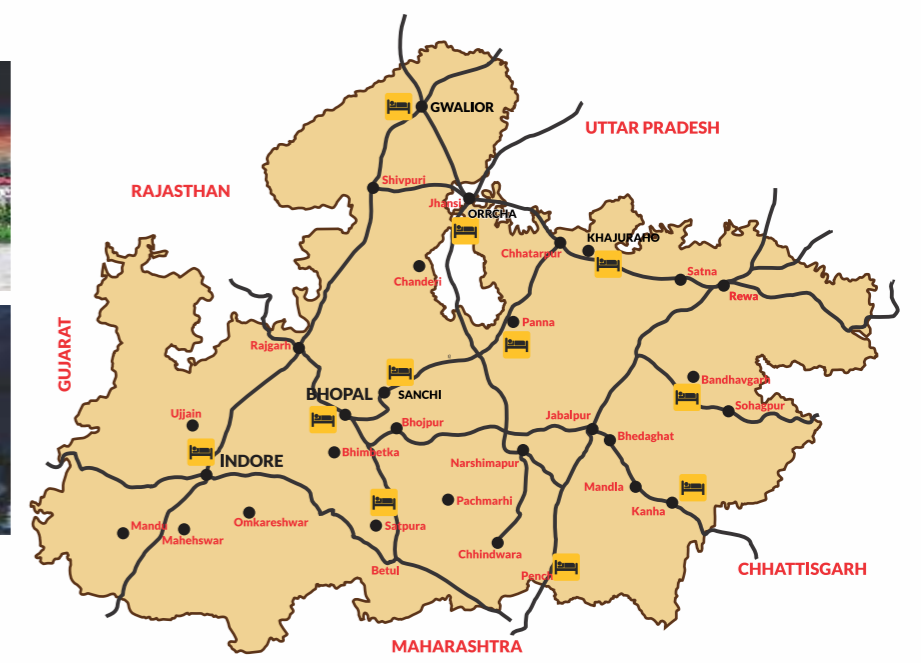 GWALIOR
UTTAR PRADESH
RAJASTHAN
Shivpuri
Jhansi
ORRCHA
KHAJURAHO
Chhatarpur
Chanderi
Satna
Rewa
GUJARAT
Panna
Rajgarh
Bandhavgarh
BHOPAL
SANCHI
Sohagpur
Ujjain
Bhojpur
Jabalpur
Bhedaghat
Bhimbetka
Narshimapur
INDORE
Mandla
Kanha
Pachmarhi
Omkareshwar
Mandu
Satpura
Mahehswar
Chhindwara
Betul
Pench
CHHATTISGARH
MAHARASHTRA